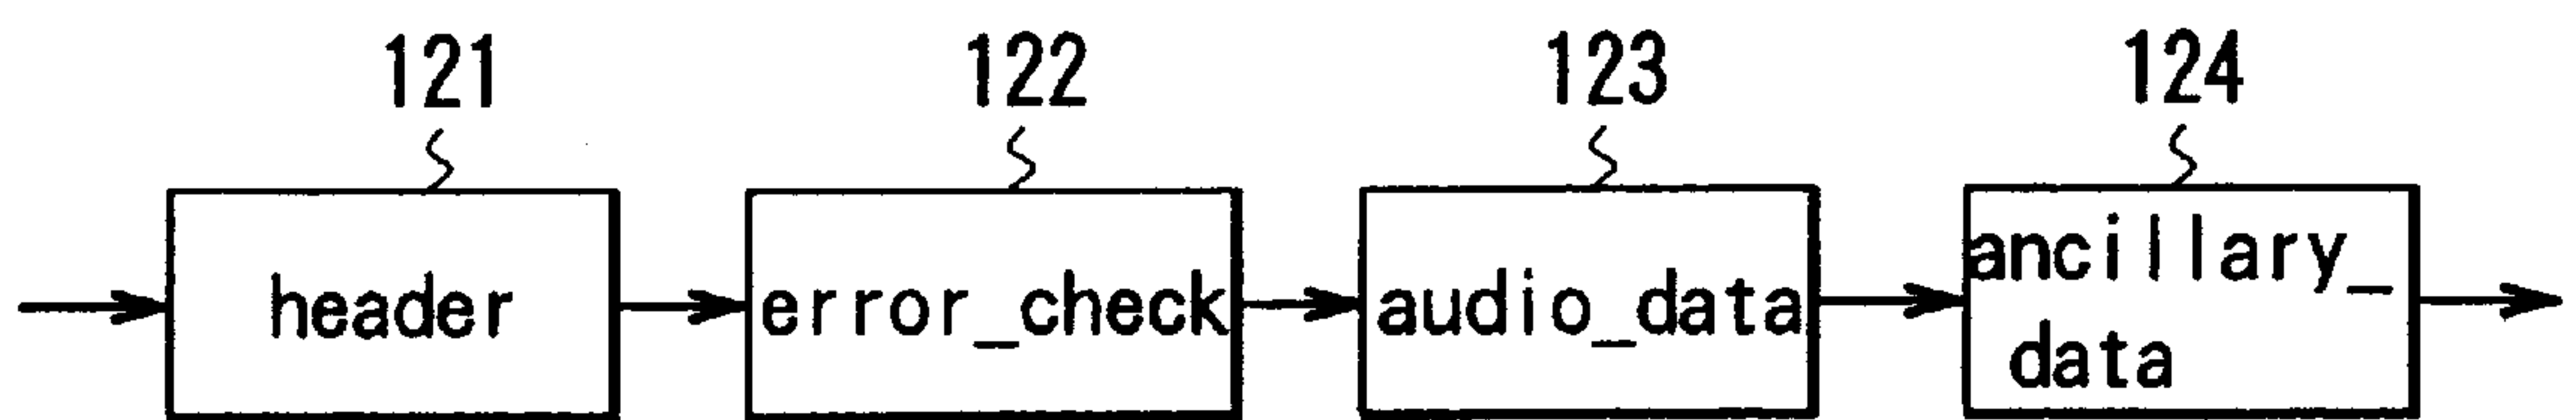 121 122 123 124
header error_check audio_data ancillary_
data